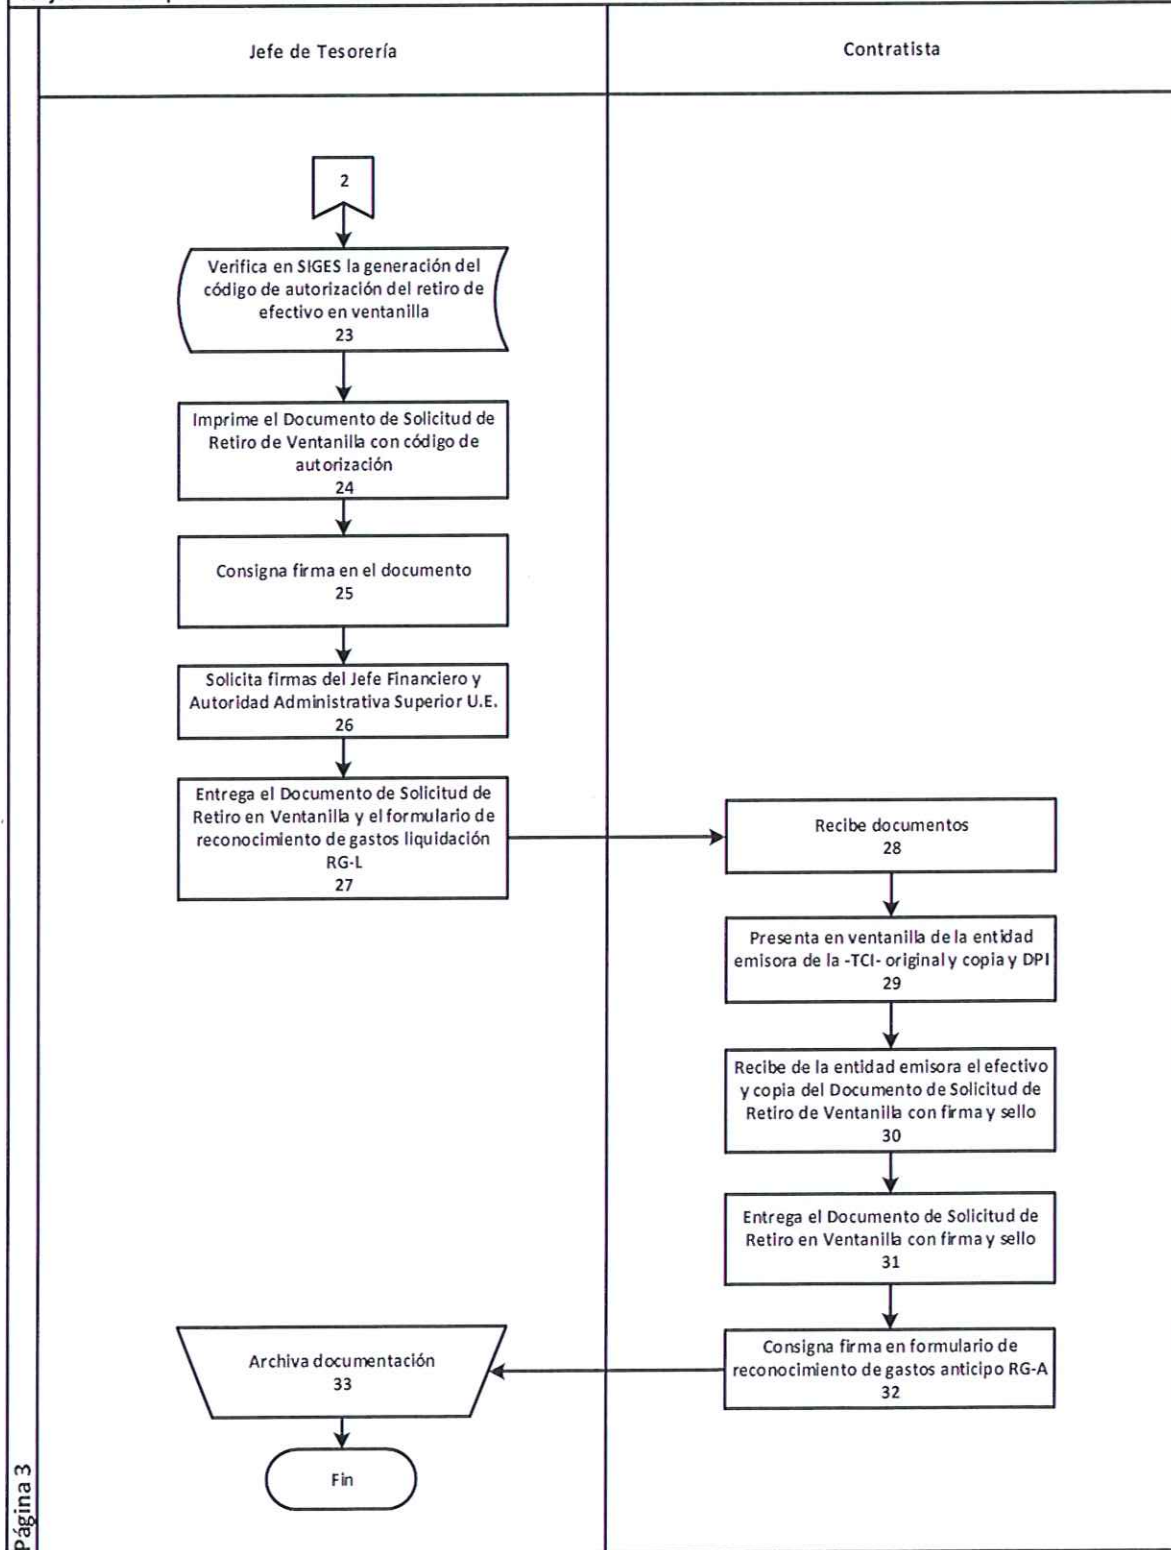 Jefe de Tesorería
Contratista
2
Verifica en SIGES la generación del
código de autorización del retiro de
efectivo en ventanilla
23
Imprime el Documento de Solicitud de
Retiro de Ventanilla con código de
autorización
24
Consigna firma en el documento
25
Solicita firmas del Jefe Financiero y
Autoridad Administrativa Superior U.E.
26
Entrega el Documento de Solicitud de
Retiro en Ventanilla y el formulario de
reconocimiento de gastos liquidación
RG-L
27
Recibe documentos
28
Presenta en ventanilla de la entidad
emisora de la -TCI- original y copia y DPI
29
Recibe de la entidad emisora el efectivo
y copia del Documento de Solicitud de
Retiro de Ventanilla con firma y sello
30
Entrega el Documento de Solicitud de
Retiro en Ventanilla con firma y sello
31
Consigna firma en formulario de
reconocimiento de gastos anticipo RG-A
32
Archiva documentación
33
Fin
Página 3